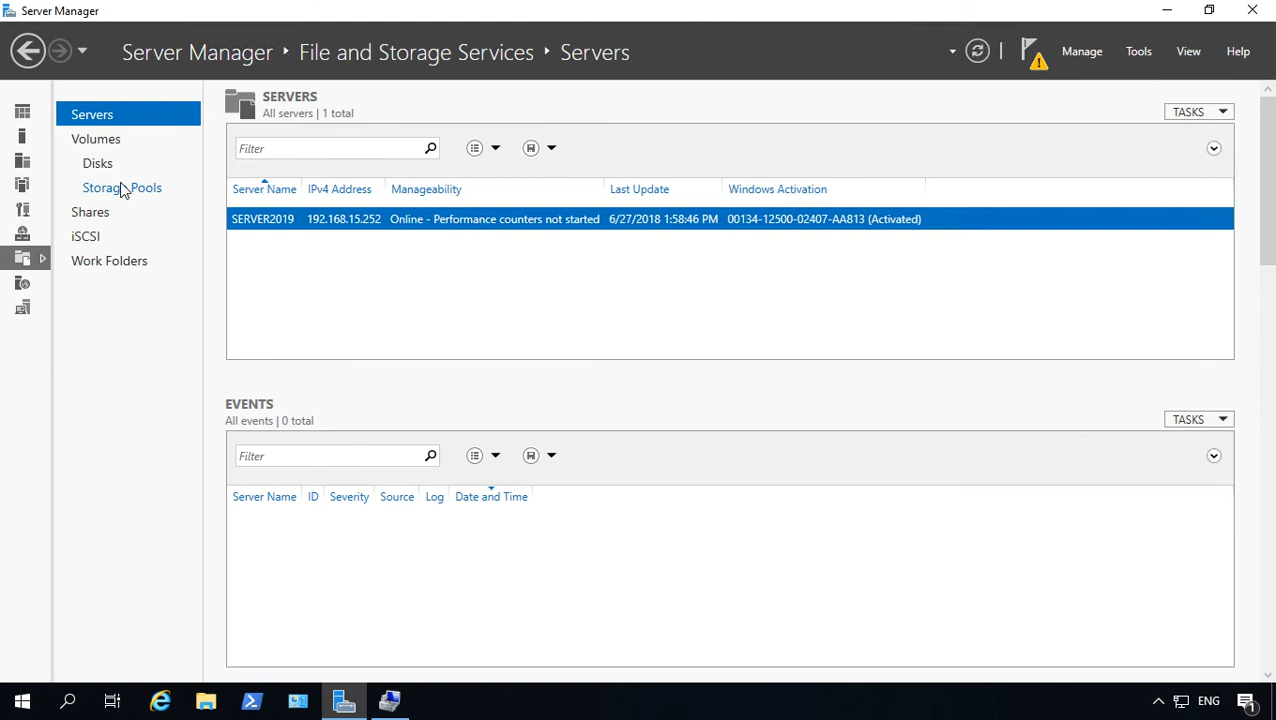 Server Manager
Server Manager › File and Storage Services › Servers
Manage Tools View Help
Servers
Volumes
Disks
Storage Pools
Shares
iSCSI
Work Folders
SERVERS
All servers | 1 total
TASKS
Filter
Server Name IPv4 Address Manageability Last Update Windows Activation
SERVER2019 192.168.15.252 Online - Performance counters not started 6/27/2018 1:58:46 PM 00134-12500-02407-AA813 (Activated)
EVENTS
All events | 0 total
TASKS
Filter
Server Name ID Severity Source Log Date and Time
ENG
1